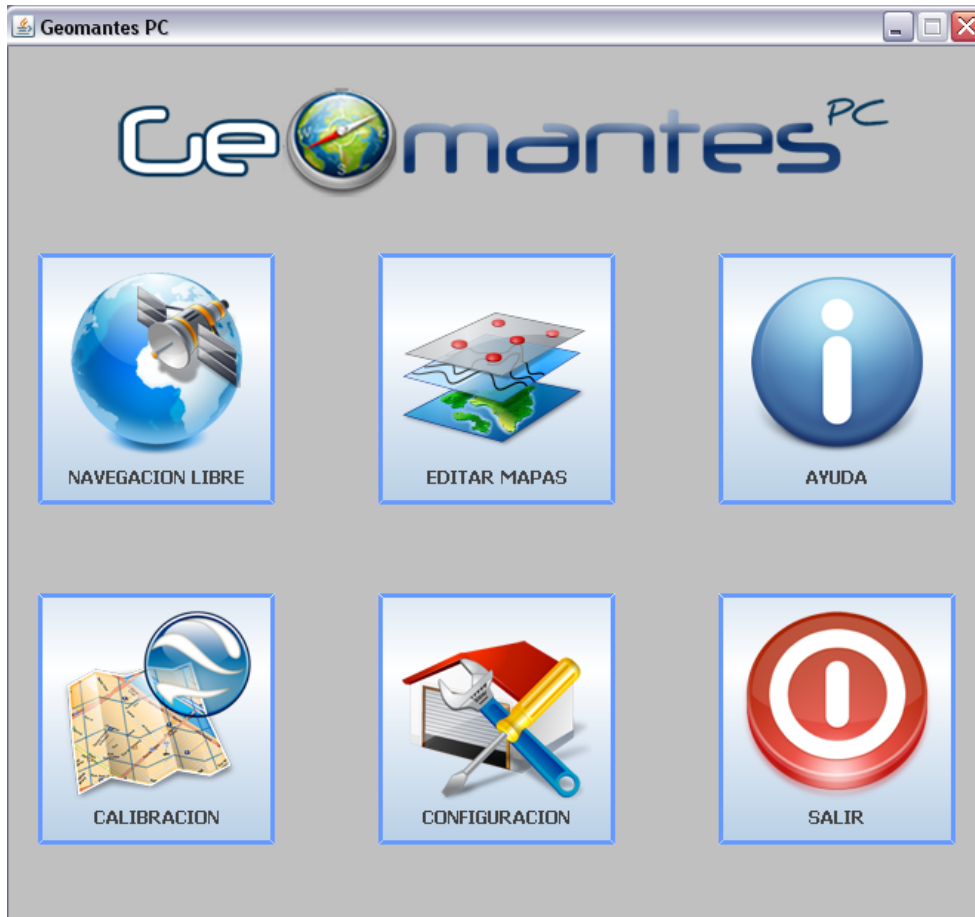 Geomantes PC
Geomantes PC
NAVEGACION LIBRE
EDITAR MAPAS
AYUDA
CALIBRACION
CONFIGURACION
SALIR